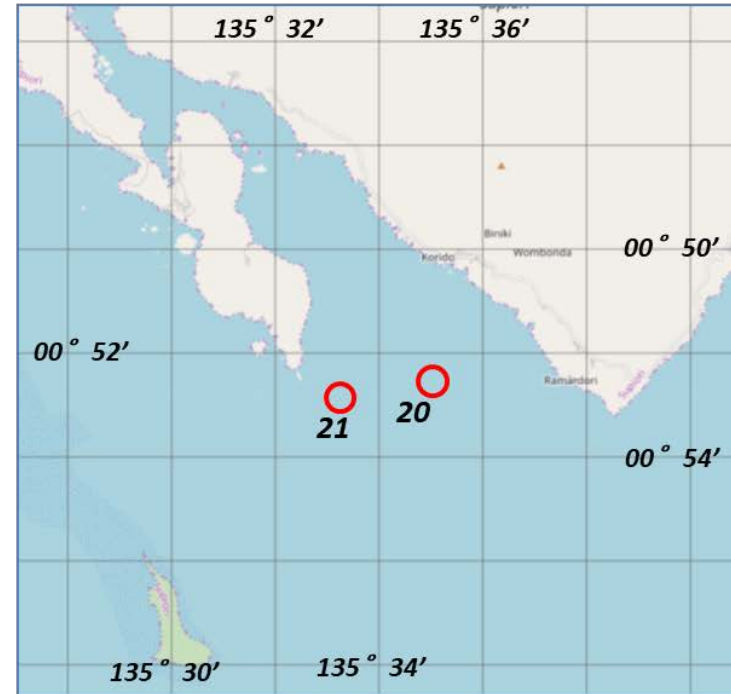 135° 32’ 135° 36’
Biniki
Korido
Wombonda
00° 50’
00° 52’
Ramardori
21
20
00° 54’
135° 30’ 135° 34’